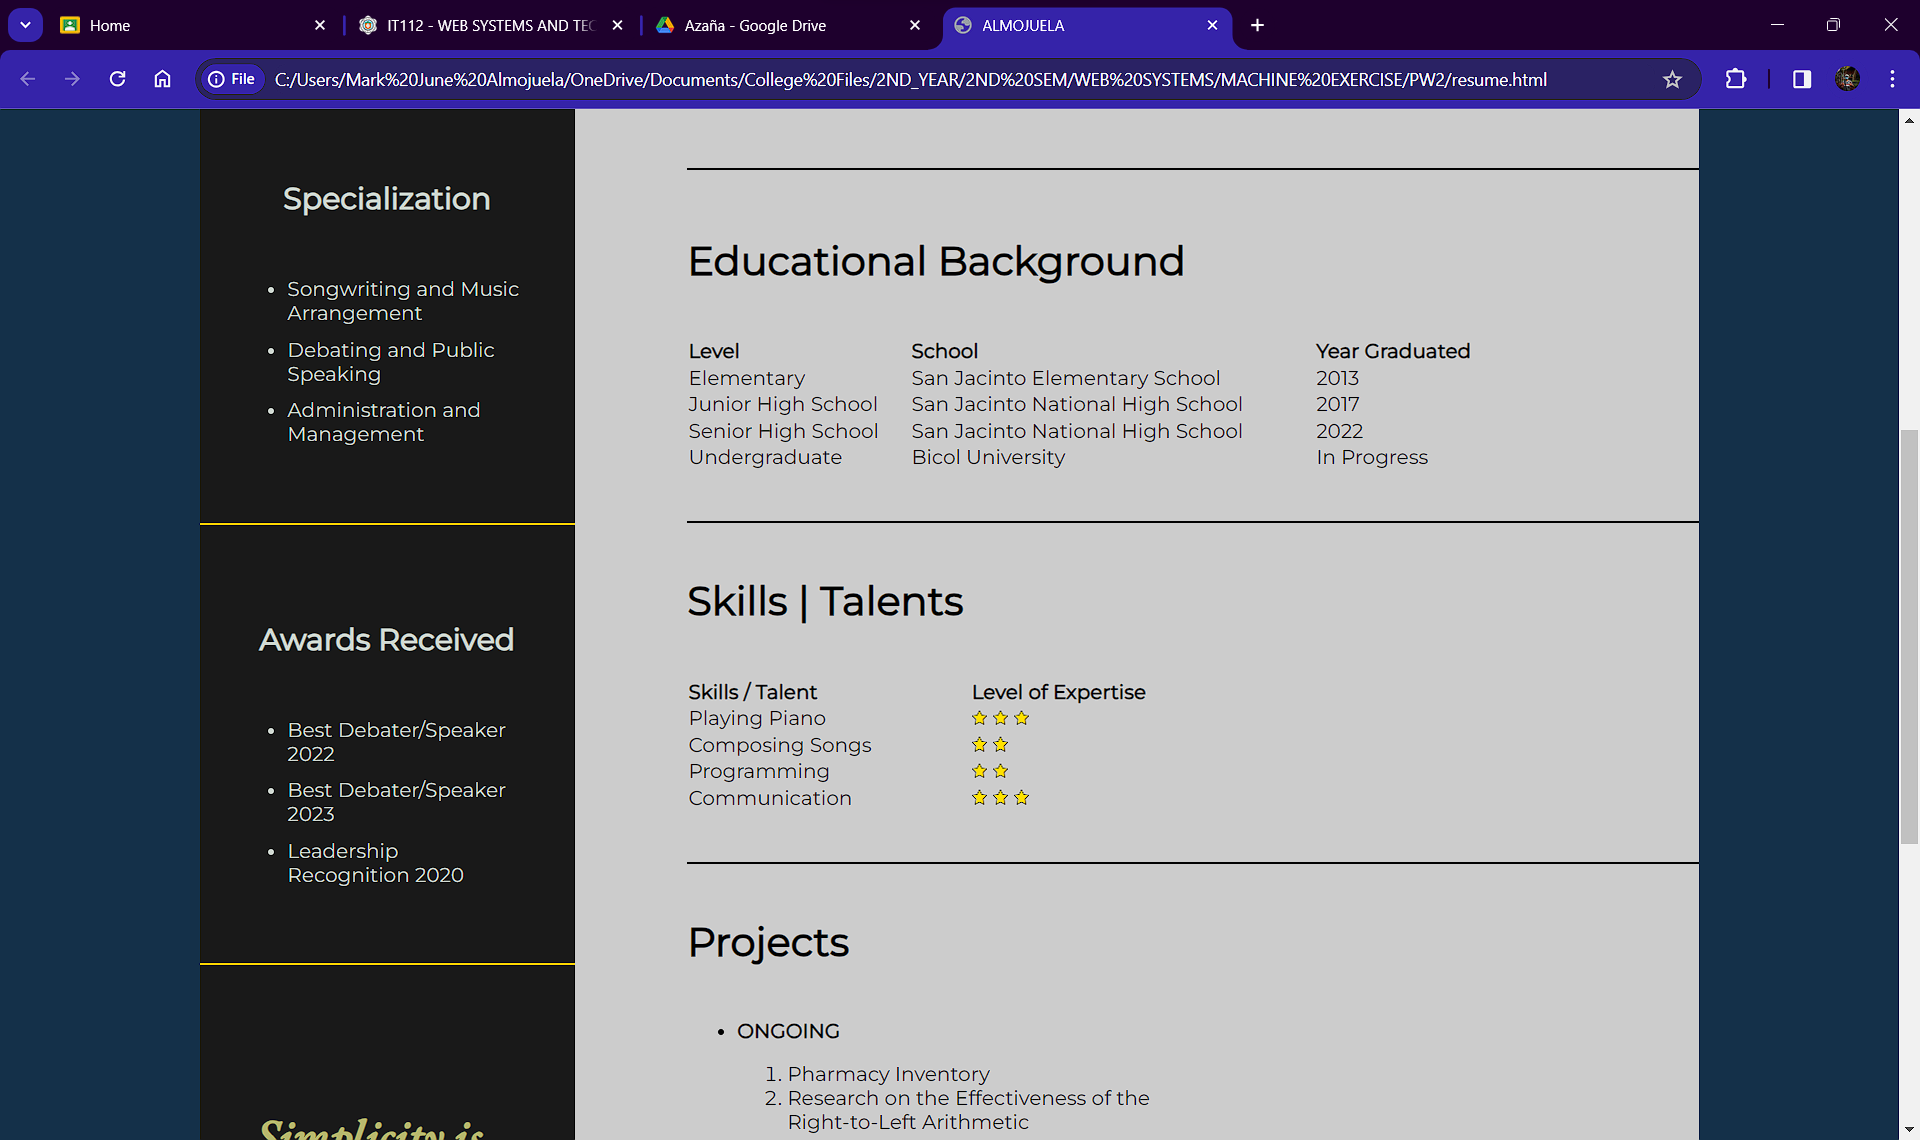 Home
IT112 - WEB SYSTEMS AND TEC
Azaña - Google Drive
ALMOJUELA
File
C:/Users/Mark%20June%20Almojuela/OneDrive/Documents/College%20Files/2ND_YEAR/2ND%20SEM/WEB%20SYSTEMS/MACHINE%20EXERCISE/PW2/resume.html
Specialization
• Songwriting and Music
Arrangement
• Debating and Public
Speaking
• Administration and
Management
Awards Received
• Best Debater/Speaker
2022
• Best Debater/Speaker
2023
• Leadership
Recognition 2020
Simplicity is
Educational Background
Level School Year Graduated
Elementary San Jacinto Elementary School 2013
Junior High School San Jacinto National High School 2017
Senior High School San Jacinto National High School 2022
Undergraduate Bicol University In Progress
Skills | Talents
Skills / Talent Level of Expertise
Playing Piano
Composing Songs
Programming
Communication
Projects
• ONGOING
1. Pharmacy Inventory
2. Research on the Effectiveness of the
Right-to-Left Arithmetic